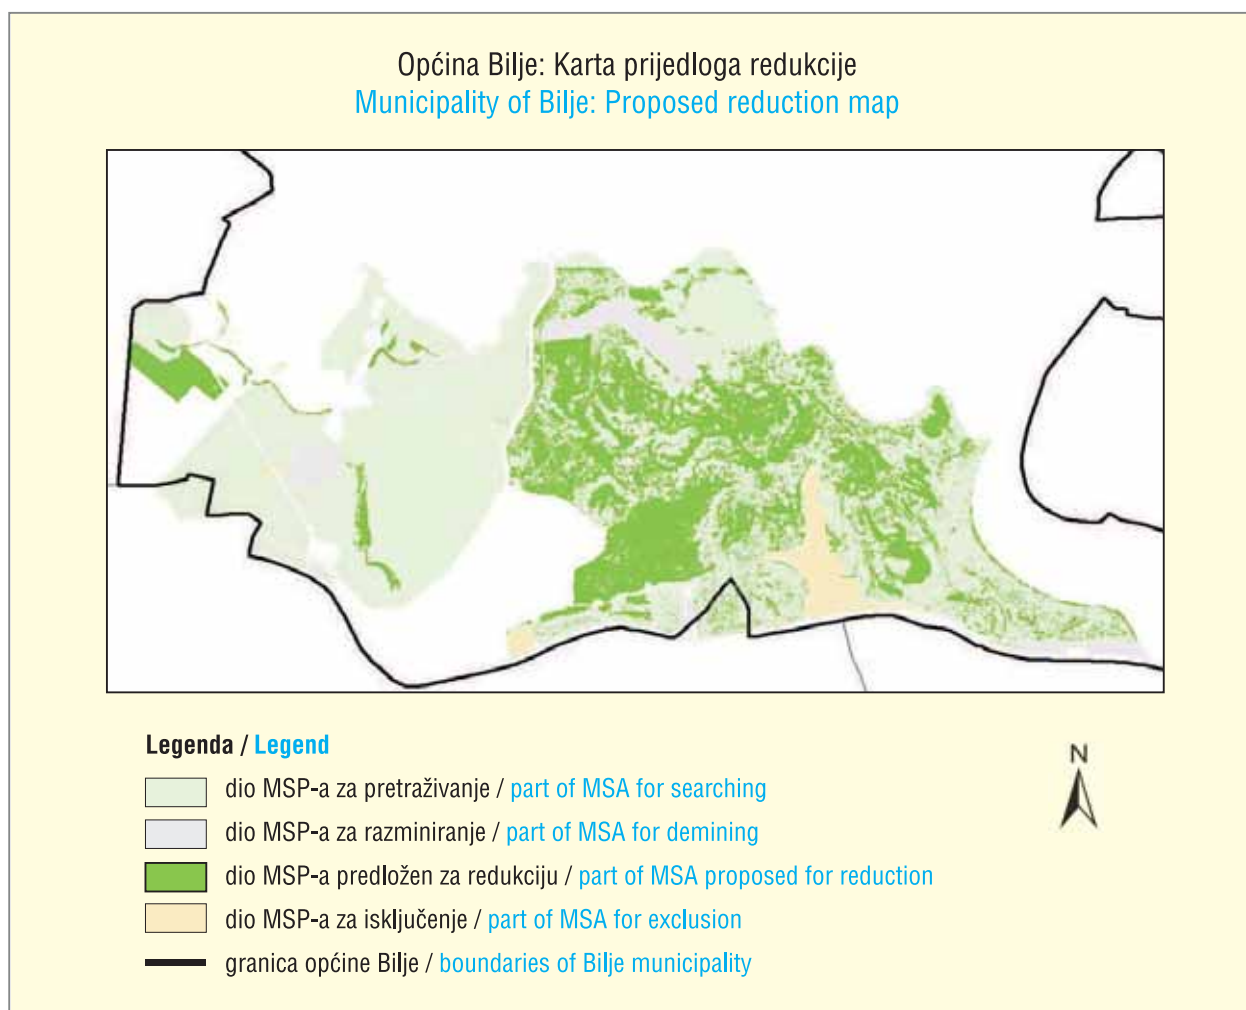 Općina Bilje: Karta prijedloga redukcije
Municipality of Bilje: Proposed reduction map
Legenda / Legend
N
dio MSP-a za pretraživanje / part of MSA for searching
dio MSP-a za razminiranje / part of MSA for demining
dio MSP-a predložen za redukciju / part of MSA proposed for reduction
dio MSP-a za isključenje / part of MSA for exclusion
granica općine Bilje / boundaries of Bilje municipality